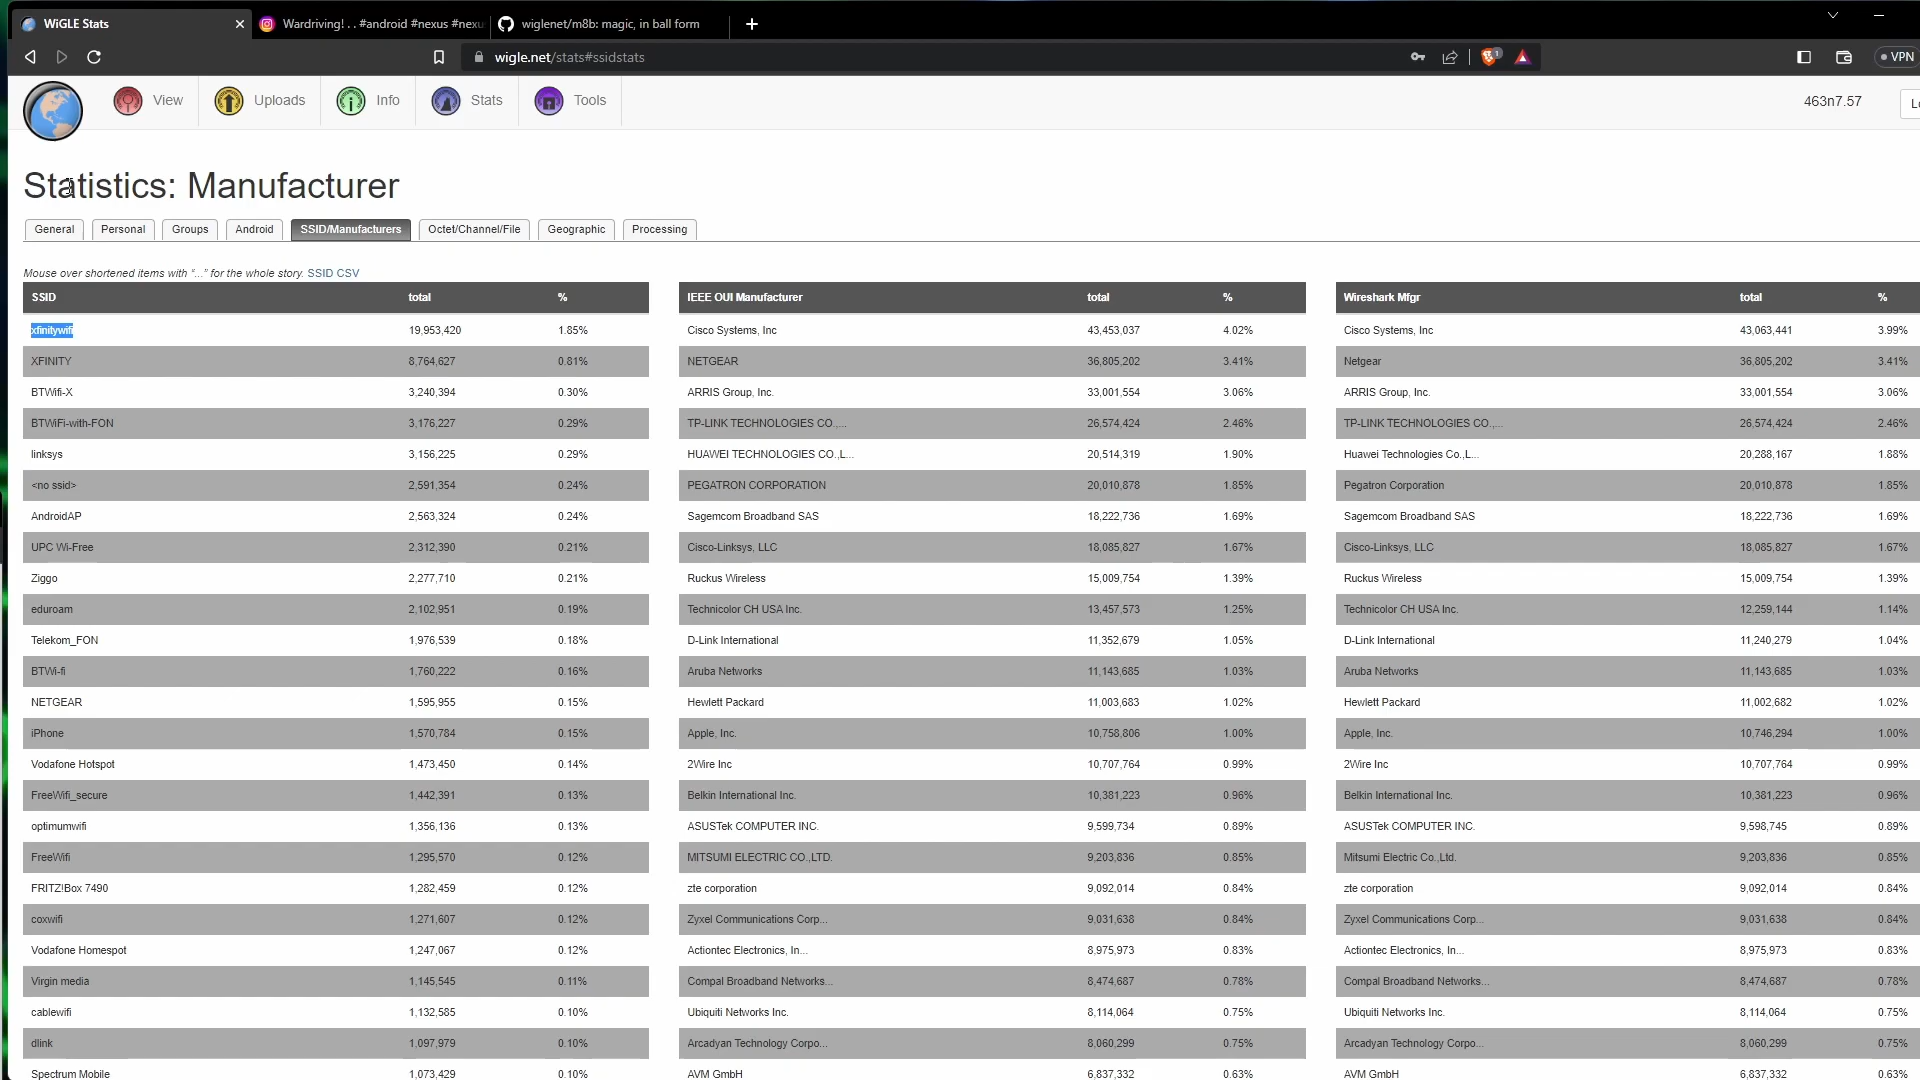 WiGLE Stats
Wardriving! . . #android #nexus #nexu
wiglenet/m8b: magic, in ball form
wigle.net/stats#ssidstats
1
VPN
View Uploads Info Stats Tools
463n7.57
Statistics: Manufacturer
General Personal Groups Android SSID/Manufacturers Octet/Channel/File Geographic Processing
Mouse over shortened items with "..." for the whole story. SSID CSV
SSID total %
xfinitywifi 19,953,420 1.85%
XFINITY 8,764,627 0.81%
BTWifi-X 3,240,394 0.30%
BTWiFi-with-FON 3,176,227 0.29%
linksys 3,156,225 0.29%
<no ssid> 2,591,354 0.24%
AndroidAP 2,563,324 0.24%
UPC Wi-Free 2,312,390 0.21%
Ziggo 2,277,710 0.21%
eduroam 2,102,951 0.19%
Telekom_FON 1,976,539 0.18%
BTWi-fi 1,760,222 0.16%
NETGEAR 1,595,955 0.15%
iPhone 1,570,784 0.15%
Vodafone Hotspot 1,473,450 0.14%
FreeWifi_secure 1,442,391 0.13%
optimumwifi 1,356,136 0.13%
FreeWifi 1,295,570 0.12%
FRITZ!Box 7490 1,282,459 0.12%
coxwifi 1,271,607 0.12%
Vodafone Homespot 1,247,067 0.12%
Virgin media 1,145,545 0.11%
cablewifi 1,132,585 0.10%
dlink 1,097,979 0.10%
Spectrum Mobile 1,073,429 0.10%
IEEE OUI Manufacturer total %
Cisco Systems, Inc 43,453,037 4.02%
NETGEAR 36,805,202 3.41%
ARRIS Group, Inc. 33,001,554 3.06%
TP-LINK TECHNOLOGIES CO.,... 26,574,424 2.46%
HUAWEI TECHNOLOGIES CO.,L... 20,514,319 1.90%
PEGATRON CORPORATION 20,010,878 1.85%
Sagemcom Broadband SAS 18,222,736 1.69%
Cisco-Linksys, LLC 18,085,827 1.67%
Ruckus Wireless 15,009,754 1.39%
Technicolor CH USA Inc. 13,457,573 1.25%
D-Link International 11,352,679 1.05%
Aruba Networks 11,143,685 1.03%
Hewlett Packard 11,003,683 1.02%
Apple, Inc. 10,758,806 1.00%
2Wire Inc 10,707,764 0.99%
Belkin International Inc. 10,381,223 0.96%
ASUSTek COMPUTER INC. 9,599,734 0.89%
MITSUMI ELECTRIC CO.,LTD. 9,203,836 0.85%
zte corporation 9,092,014 0.84%
Zyxel Communications Corp... 9,031,638 0.84%
Actiontec Electronics, In... 8,975,973 0.83%
Compal Broadband Networks... 8,474,687 0.78%
Ubiquiti Networks Inc. 8,114,064 0.75%
Arcadyan Technology Corpo... 8,060,299 0.75%
AVM GmbH 6,837,332 0.63%
Wireshark Mfgr total %
Cisco Systems, Inc 43,063,441 3.99%
Netgear 36,805,202 3.41%
ARRIS Group, Inc. 33,001,554 3.06%
TP-LINK TECHNOLOGIES CO.,... 26,574,424 2.46%
Huawei Technologies Co.,L... 20,288,167 1.88%
Pegatron Corporation 20,010,878 1.85%
Sagemcom Broadband SAS 18,222,736 1.69%
Cisco-Linksys, LLC 18,085,827 1.67%
Ruckus Wireless 15,009,754 1.39%
Technicolor CH USA Inc. 12,259,144 1.14%
D-Link International 11,240,279 1.04%
Aruba Networks 11,143,685 1.03%
Hewlett Packard 11,002,682 1.02%
Apple, Inc. 10,746,294 1.00%
2Wire Inc 10,707,764 0.99%
Belkin International Inc. 10,381,223 0.96%
ASUSTek COMPUTER INC. 9,598,745 0.89%
Mitsumi Electric Co.,Ltd. 9,203,836 0.85%
zte corporation 9,092,014 0.84%
Zyxel Communications Corp... 9,031,638 0.84%
Actiontec Electronics, In... 8,975,973 0.83%
Compal Broadband Networks... 8,474,687 0.78%
Ubiquiti Networks Inc. 8,114,064 0.75%
Arcadyan Technology Corpo... 8,060,299 0.75%
AVM GmbH 6,837,332 0.63%